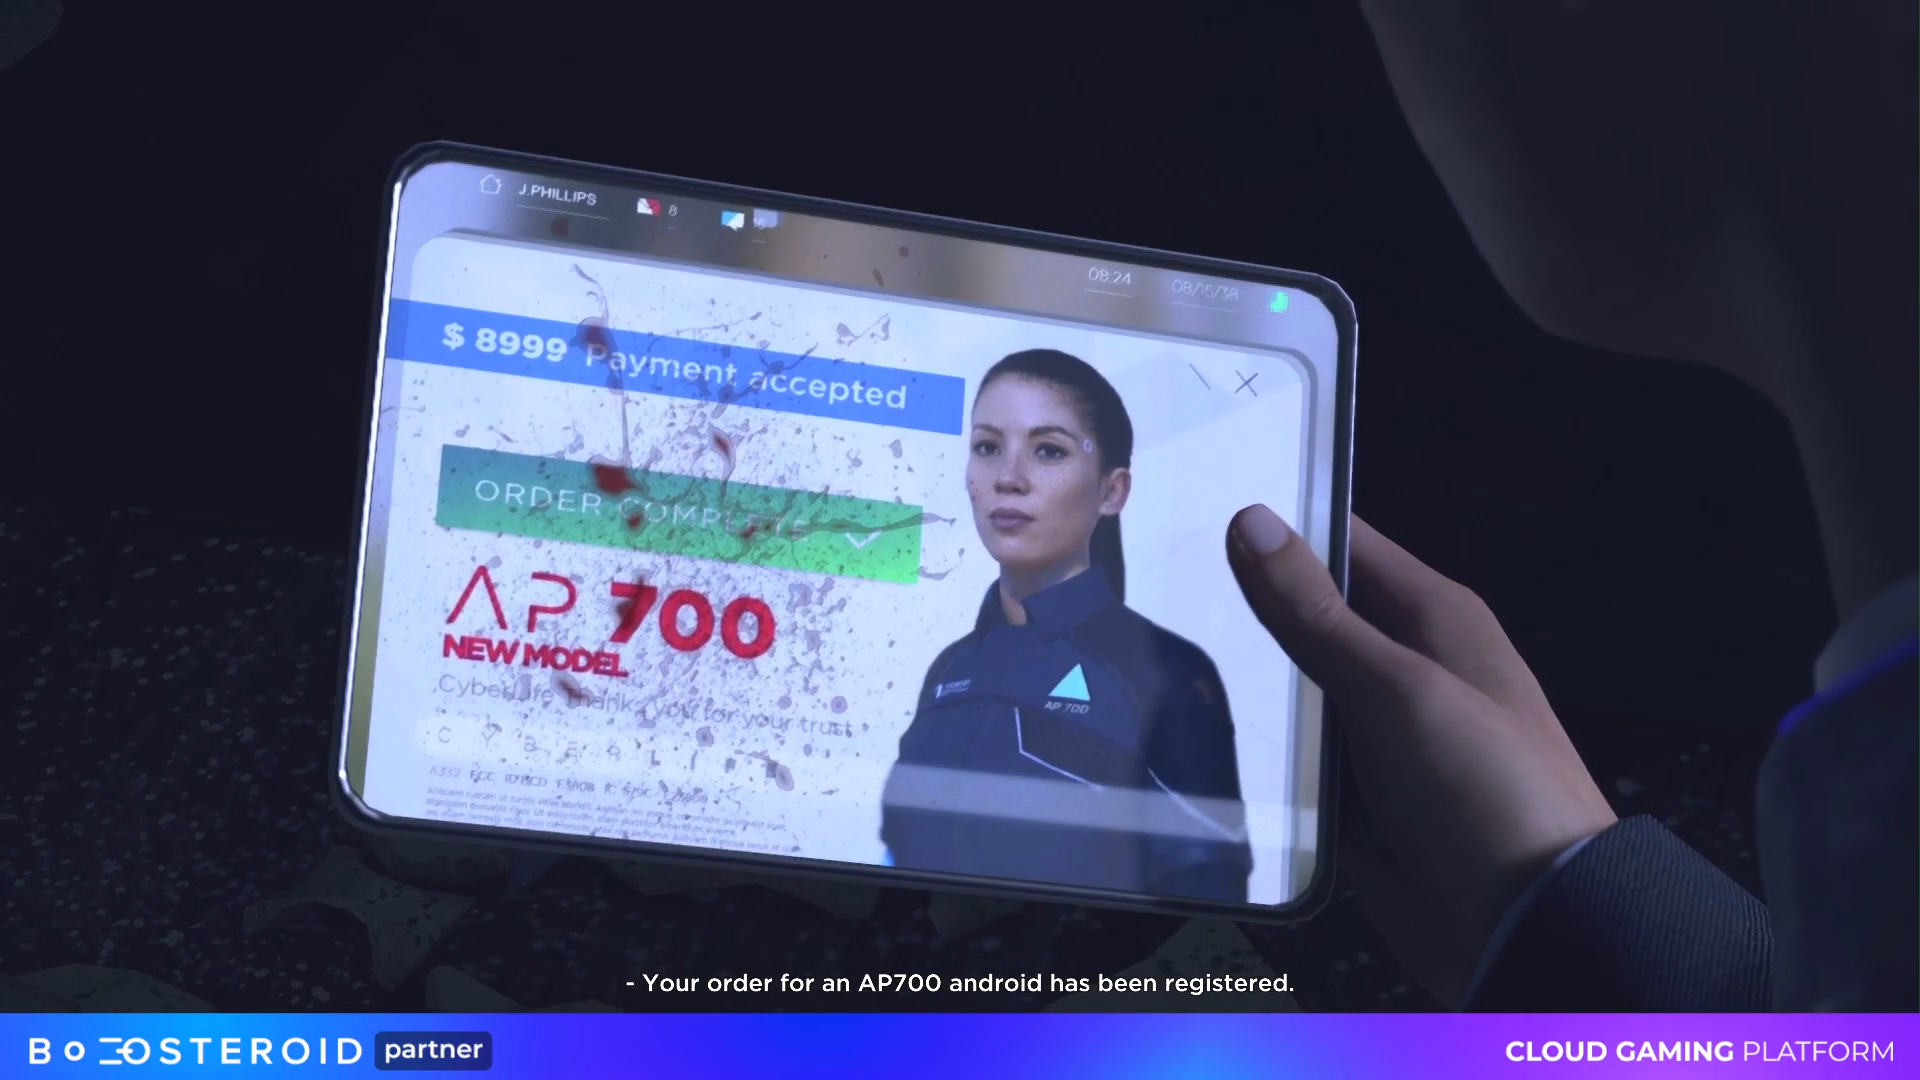 J.PHILLIPS 8 16
08:24 08/15/38
$ 8999 Payment accepted
ORDER COMPLETE
AP 700
NEW MODEL
CyberLife Thanks you for your trust
C Y B E R L I F E
AP 700
- Your order for an AP700 android has been registered.
BOOSTEROID partner
CLOUD GAMING PLATFORM